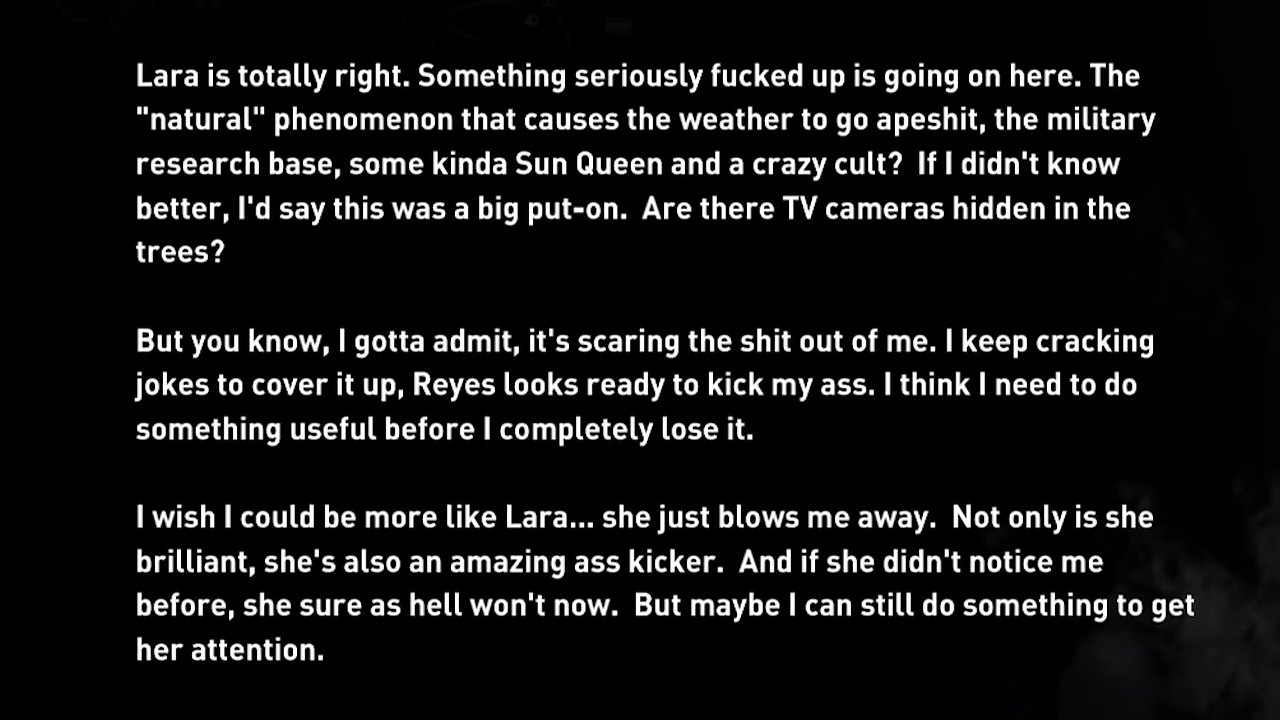 Lara is totally right. Something seriously fucked up is going on here. The
"natural" phenomenon that causes the weather to go apeshit, the military
research base, some kinda Sun Queen and a crazy cult?  If I didn't know
better, I'd say this was a big put-on.  Are there TV cameras hidden in the
trees?
But you know, I gotta admit, it's scaring the shit out of me. I keep cracking
jokes to cover it up, Reyes looks ready to kick my ass. I think I need to do
something useful before I completely lose it.
I wish I could be more like Lara... she just blows me away.  Not only is she
brilliant, she's also an amazing ass kicker.  And if she didn't notice me
before, she sure as hell won't now.  But maybe I can still do something to get
her attention.